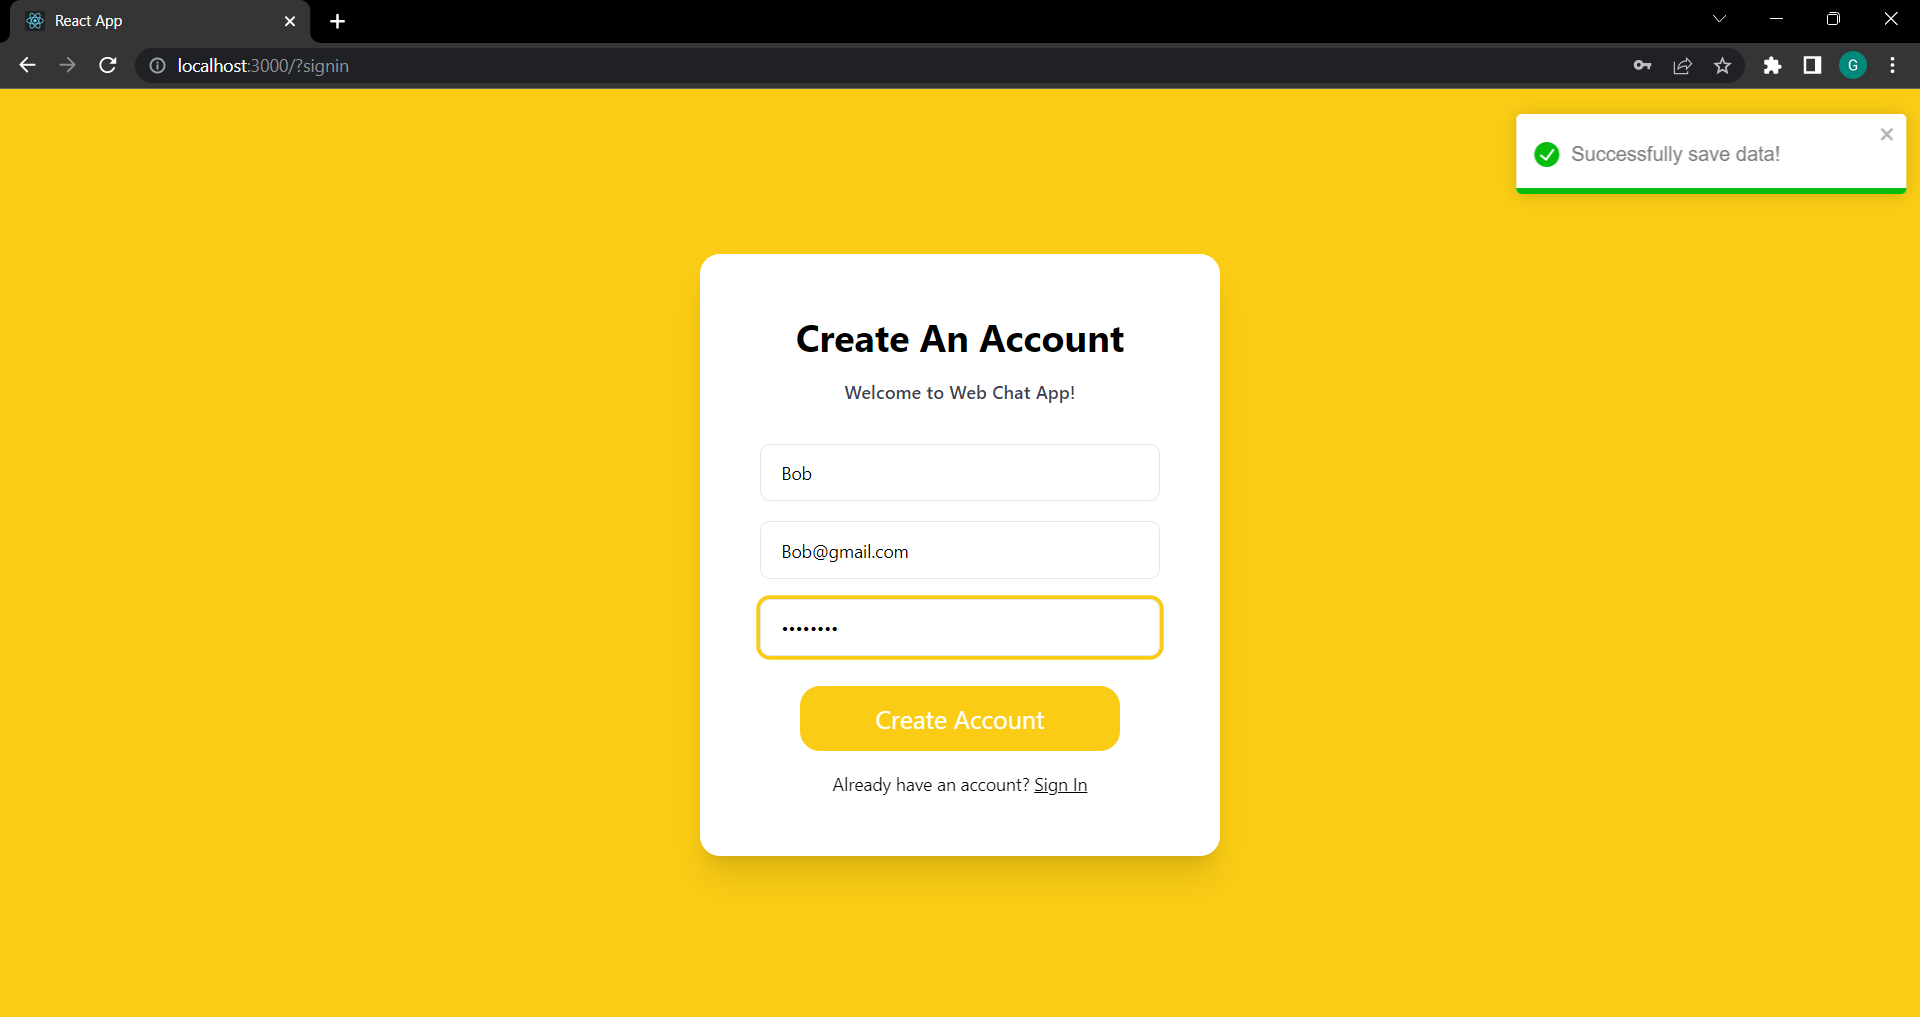 React App
localhost:3000/?signin
G
Successfully save data!
Create An Account
Welcome to Web Chat App!
Bob
Bob@gmail.com
••••••••
Create Account
Already have an account? Sign In